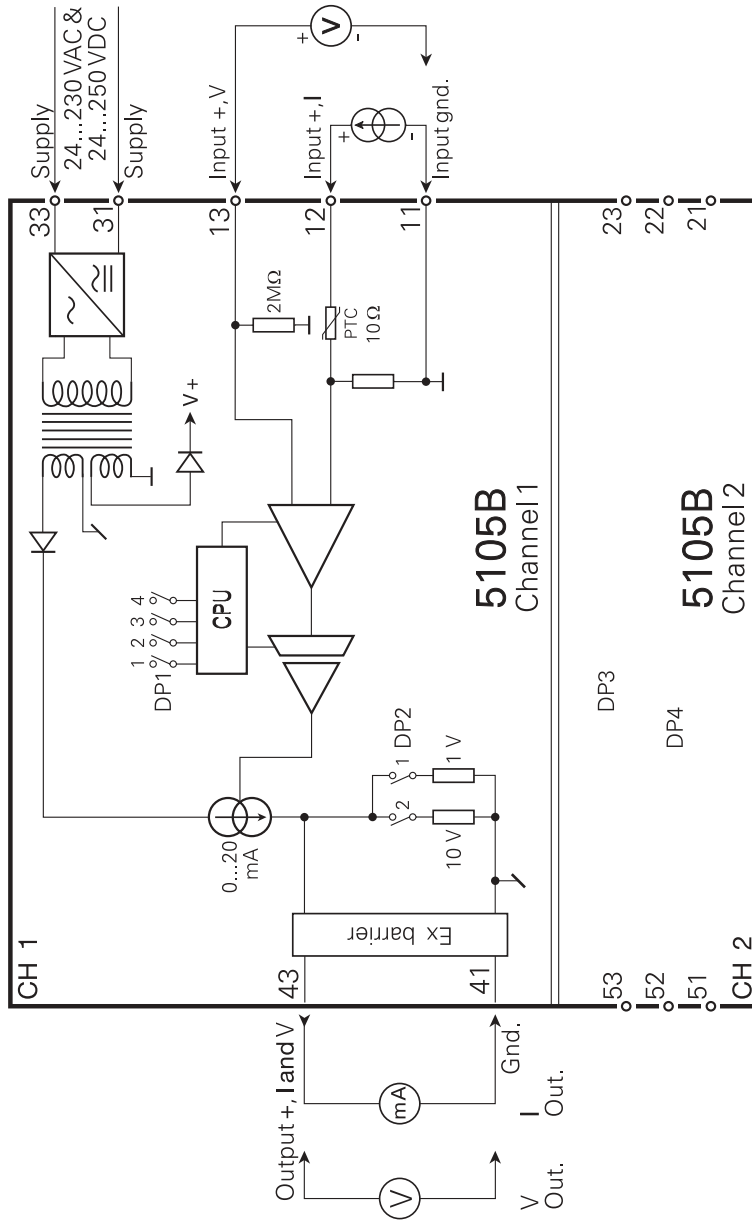 Supply
24...230 VAC &
24...250 VDC
Supply
Input +, V
Input +, I
Input gnd.
V
+
-
+
-
33
31
13
12
11
23
22
21
2MΩ
PTC
10Ω
V+
CPU
1 2 3 4
DP1
5105B
Channel 1
5105B
Channel 2
DP3
DP4
0...20
mA
1 DP2
2
1 V
10 V
Ex barrier
CH 1
43
41
53
52
51
CH 2
Output +, I and V
Gnd.
mA
V
I
Out.
V
Out.